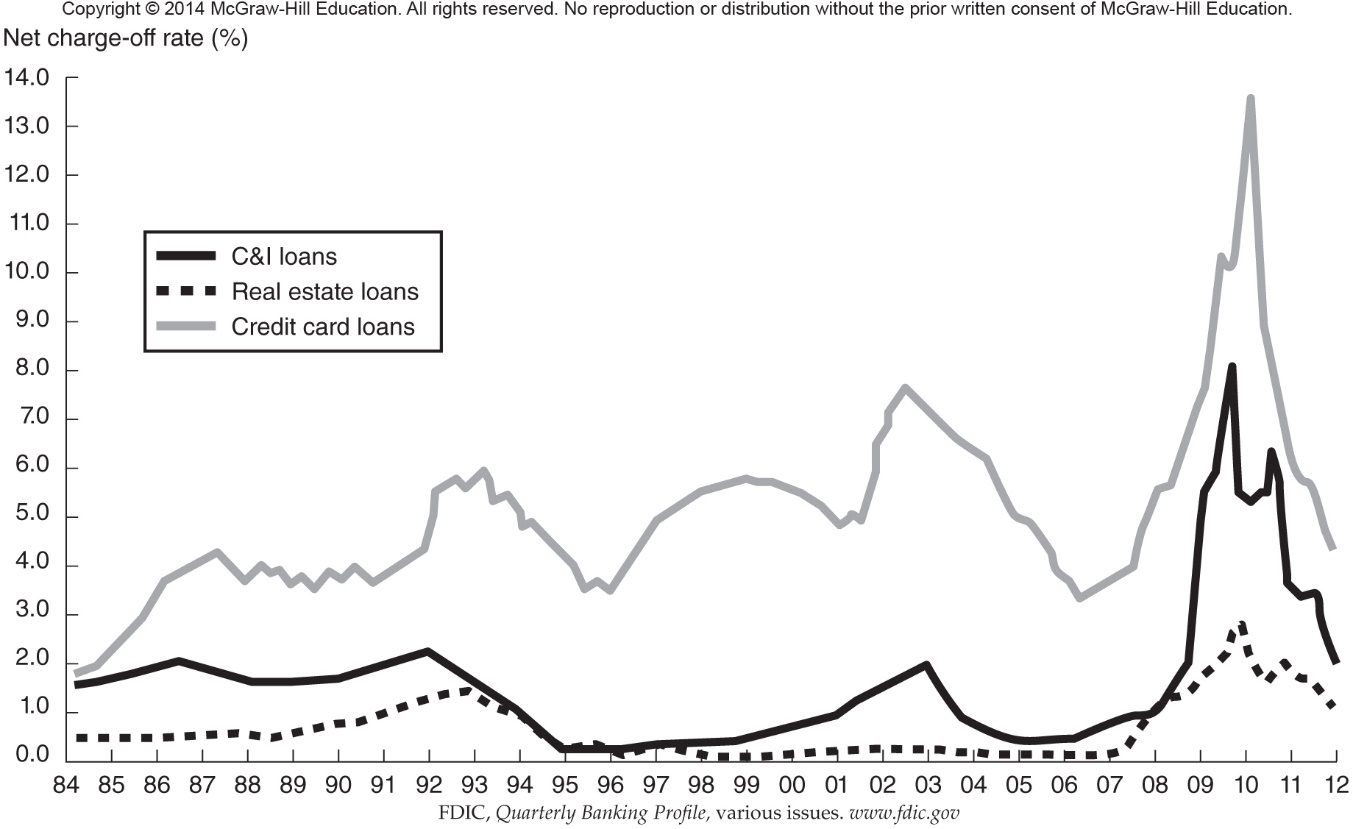 Copyright © 2014 McGraw-Hill Education. All rights reserved. No reproduction or distribution without the prior written consent of McGraw-Hill Education.
Net charge-off rate (%)
14.0
13.0
12.0
11.0
10.0
9.0
8.0
7.0
6.0
5.0
4.0
3.0
2.0
1.0
0.0
C&I loans
Real estate loans
Credit card loans
84 85 86 87 88 89 90 91 92 93 94 95 96 97 98 99 00 01 02 03 04 05 06 07 08 09 10 11 12
FDIC, Quarterly Banking Profile, various issues. www.fdic.gov